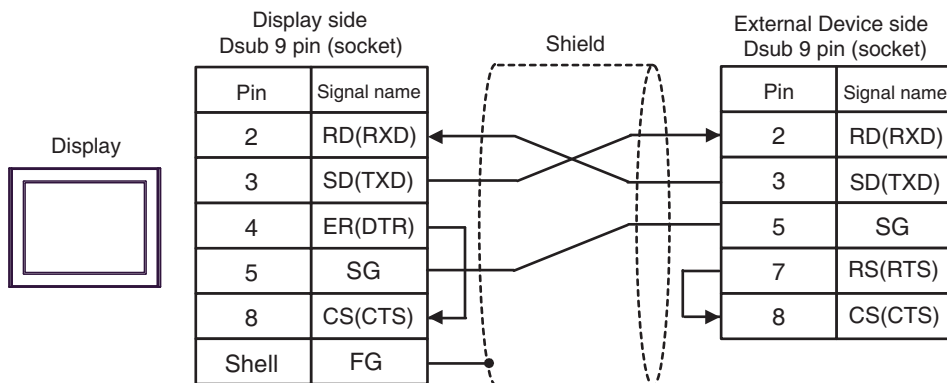 Display side
Dsub 9 pin (socket)
Shield
External Device side
Dsub 9 pin (socket)
Display
Pin Signal name
2 RD(RXD)
3 SD(TXD)
4 ER(DTR)
5 SG
8 CS(CTS)
Shell FG
Pin Signal name
2 RD(RXD)
3 SD(TXD)
5 SG
7 RS(RTS)
8 CS(CTS)